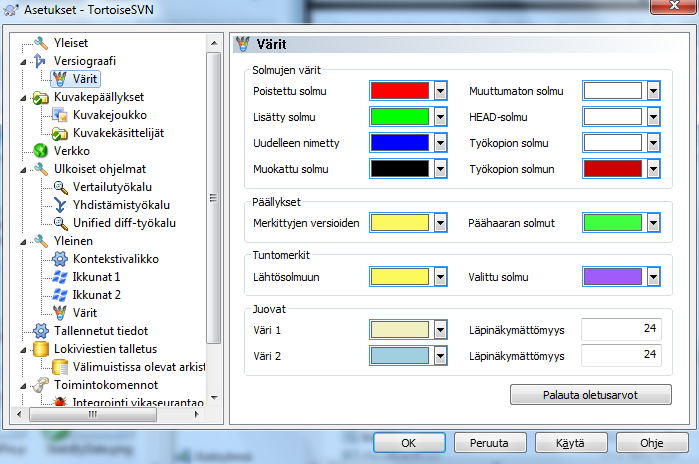 Asetukset - TortoiseSVN
Yleiset
Versiograafi
Värit
Kuvakepäällykset
Kuvakejoukko
Kuvakekäsittelijät
Verkko
Ulkoiset ohjelmat
Vertailutyökalu
Yhdistämistyökalu
Unified diff-työkalu
Yleinen
Kontekstivalikko
Ikkunat 1
Ikkunat 2
Värit
Tallennetut tiedot
Lokiviestien talletus
Välimuistissa olevat arkist
Toimintokomennot
Integrointi vikaseurantao
Värit
Solmujen värit
Poistettu solmu
Muuttumaton solmu
Lisätty solmu
HEAD-solmu
Uudelleen nimetty
Työkopion solmu
Muokattu solmu
Työkopion solmun
Päällykset
Merkittyjen versioiden
Päähaaran solmut
Tuntomerkit
Lähtösolmuun
Valittu solmu
Juovat
Väri 1
Läpinäkymättömyys
24
Väri 2
Läpinäkymättömyys
24
Palauta oletusarvot
OK
Peruuta
Käytä
Ohje